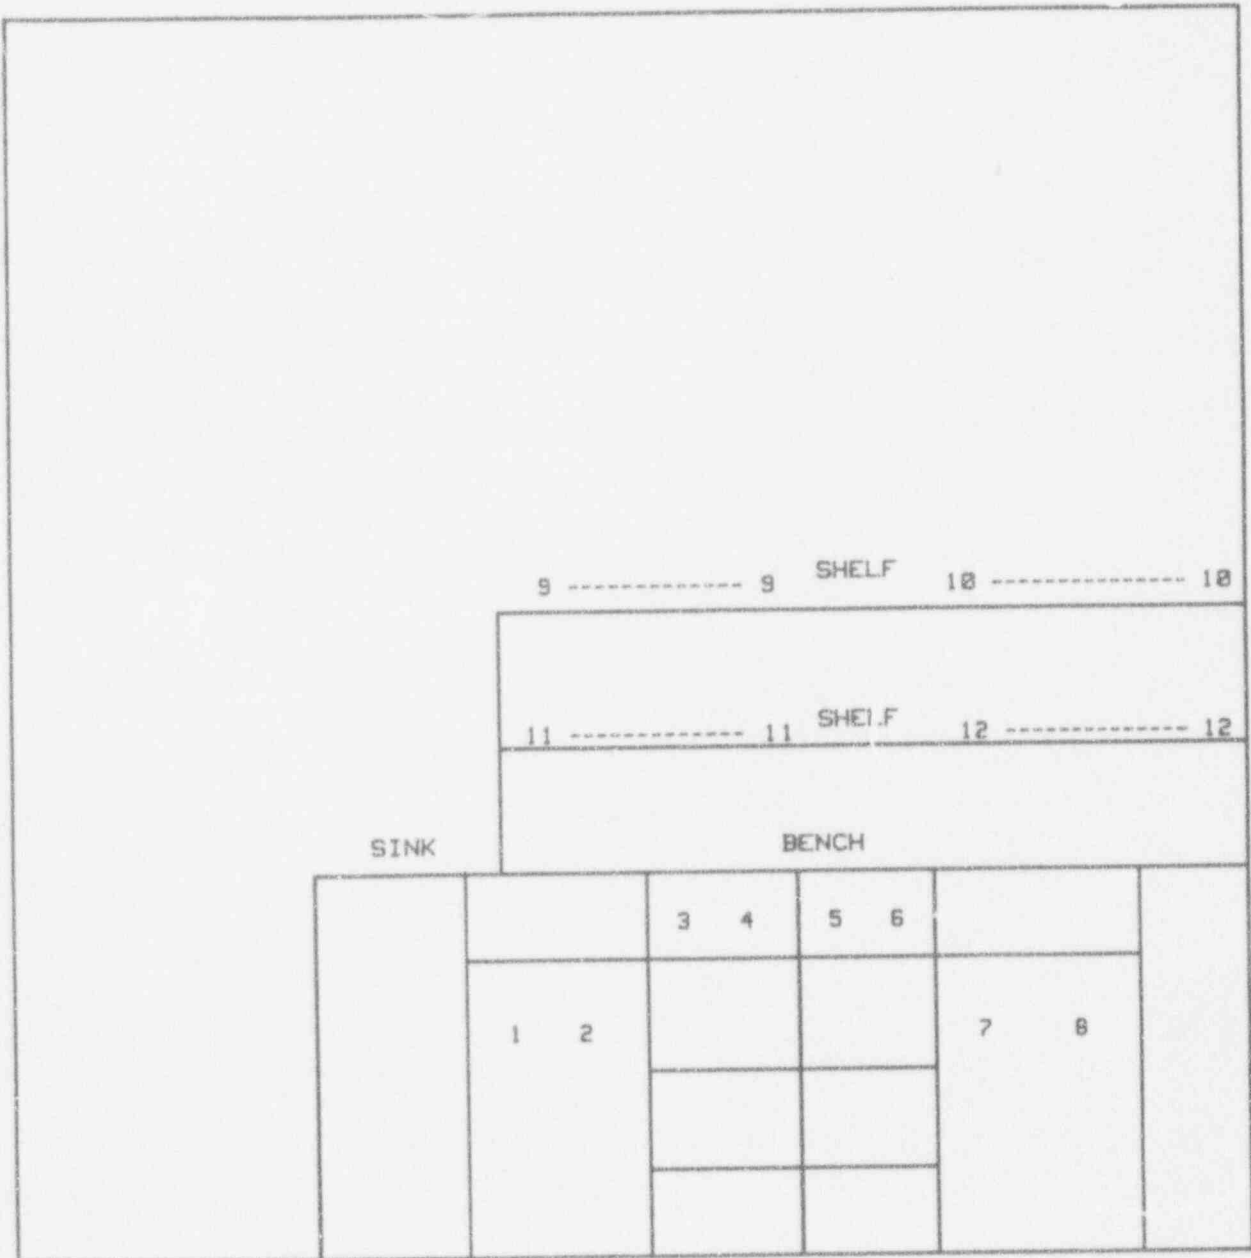 9 ------------ 9 SHELF 10 ------------- 10
11 ------------ 11 SHELF 12 ------------- 12
SINK BENCH
3 4 5 6
1 2 7 8